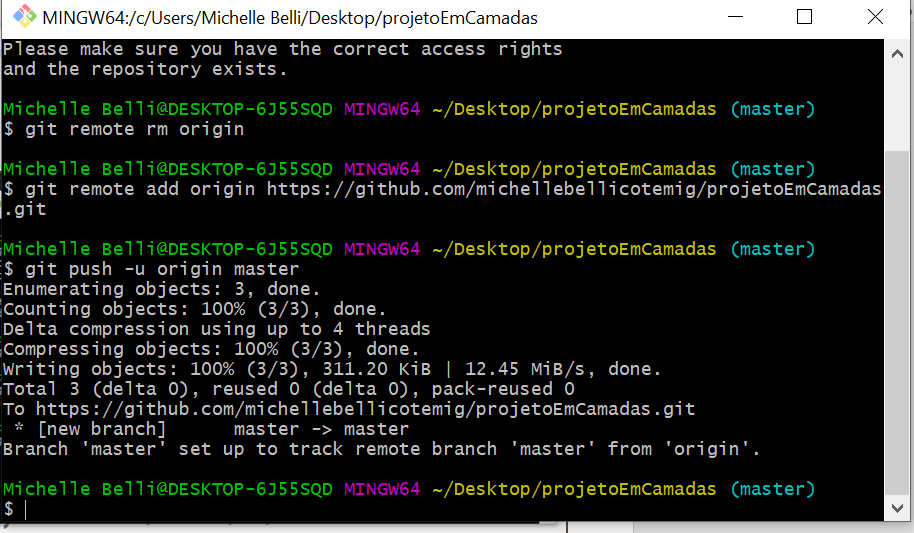 MINGW64:/c/Users/Michelle Belli/Desktop/projetoEmCamadas
Please make sure you have the correct access rights
and the repository exists.
Michelle Belli@DESKTOP-6J55SQD MINGW64 ~/Desktop/projetoEmCamadas (master)
$ git remote rm origin
Michelle Belli@DESKTOP-6J55SQD MINGW64 ~/Desktop/projetoEmCamadas (master)
$ git remote add origin https://github.com/michellebellicotemig/projetoEmCamadas
.git
Michelle Belli@DESKTOP-6J55SQD MINGW64 ~/Desktop/projetoEmCamadas (master)
$ git push -u origin master
Enumerating objects: 3, done.
Counting objects: 100% (3/3), done.
Delta compression using up to 4 threads
Compressing objects: 100% (3/3), done.
Writing objects: 100% (3/3), 311.20 KiB | 12.45 MiB/s, done.
Total 3 (delta 0), reused 0 (delta 0), pack-reused 0
To https://github.com/michellebellicotemig/projetoEmCamadas.git
 * [new branch]      master -> master
Branch 'master' set up to track remote branch 'master' from 'origin'.
Michelle Belli@DESKTOP-6J55SQD MINGW64 ~/Desktop/projetoEmCamadas (master)
$